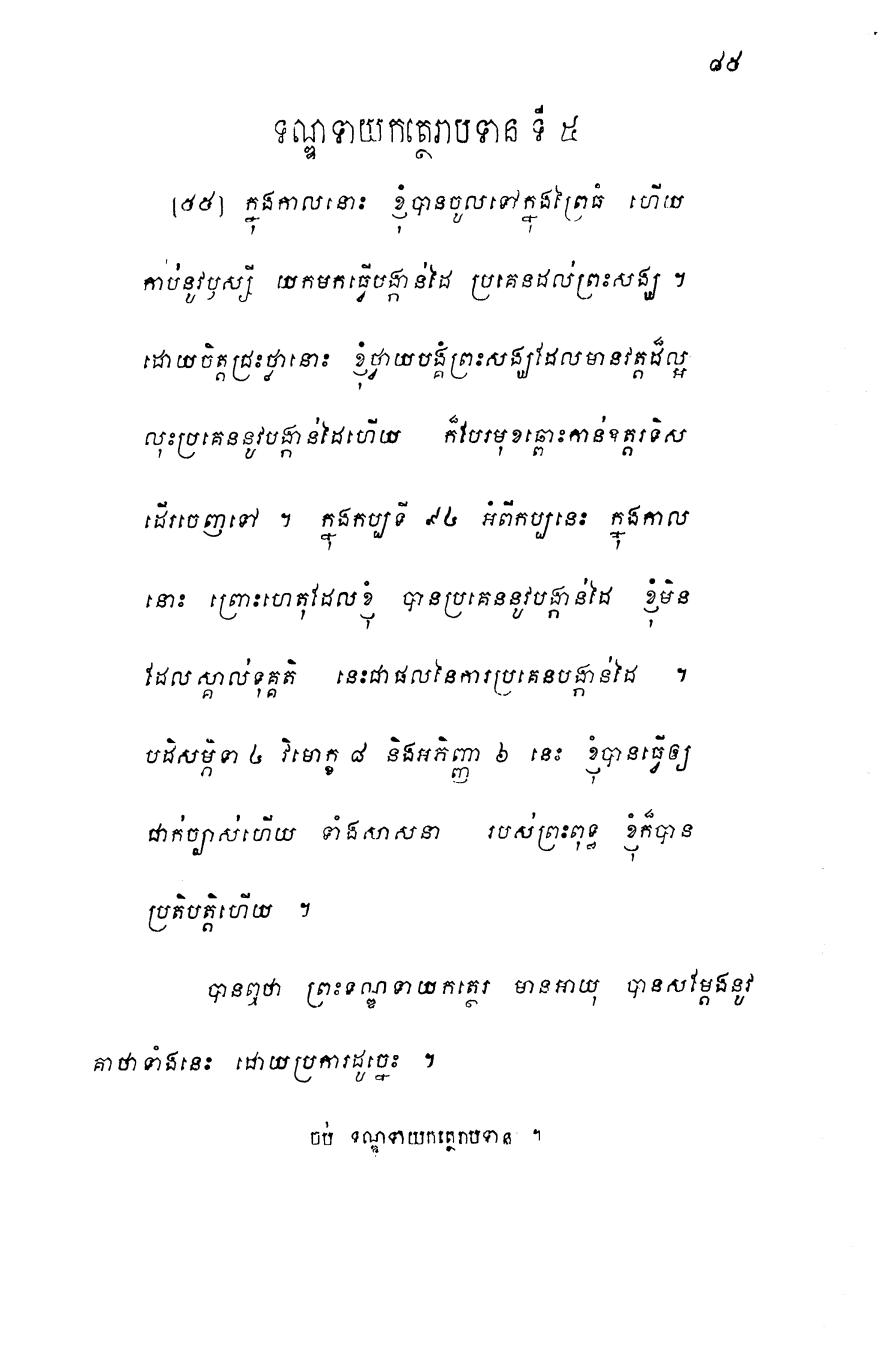 ៨៥
ទណ្ឌទាយកត្ថេរាបទាន ទី ៥
[៥៥] ក្នុងកាលនោះ ខ្ញុំបានចូលទៅក្នុងព្រៃធំ ហើយ
កាប់នូវឫស្សី យកមកធ្វើបង្កាន់ដៃ ប្រគេនដល់ព្រះសង្ឃ ។
ដោយចិត្តជ្រះថ្លានោះ ខ្ញុំថ្វាយបង្គំព្រះសង្ឃដែលមានវត្តដ៏ល្អ
លុះប្រគេននូវបង្កាន់ដៃហើយ ក៏បែរមុខឆ្ពោះកាន់ឧត្តរទិស
ដើរចេញទៅ ។ ក្នុងកប្បទី ៩៤ អំពីកប្បនេះ ក្នុងកាល
នោះ ព្រោះហេតុដែលខ្ញុំ បានប្រគេននូវបង្កាន់ដៃ ខ្ញុំមិន
ដែលស្គាល់ទុគ្គតិ នេះជាផលនៃការប្រគេនបង្កាន់ដៃ ។
បដិសម្ភិទា ៤ វិមោក្ខ ៨ និងអភិញ្ញា ៦ នេះ ខ្ញុំបានធ្វើឲ្យ
ជាក់ច្បាស់ហើយ ទាំងសាសនា របស់ព្រះពុទ្ធ ខ្ញុំក៏បាន
ប្រតិបត្តិហើយ ។
បានឮថា ព្រះទណ្ឌទាយកត្ថេរ មានអាយុ បានសម្តែងនូវ
គាថាទាំងនេះ ដោយប្រការដូច្នេះ ។
ចប់ ទណ្ឌទាយកត្ថេរាបទាន ។